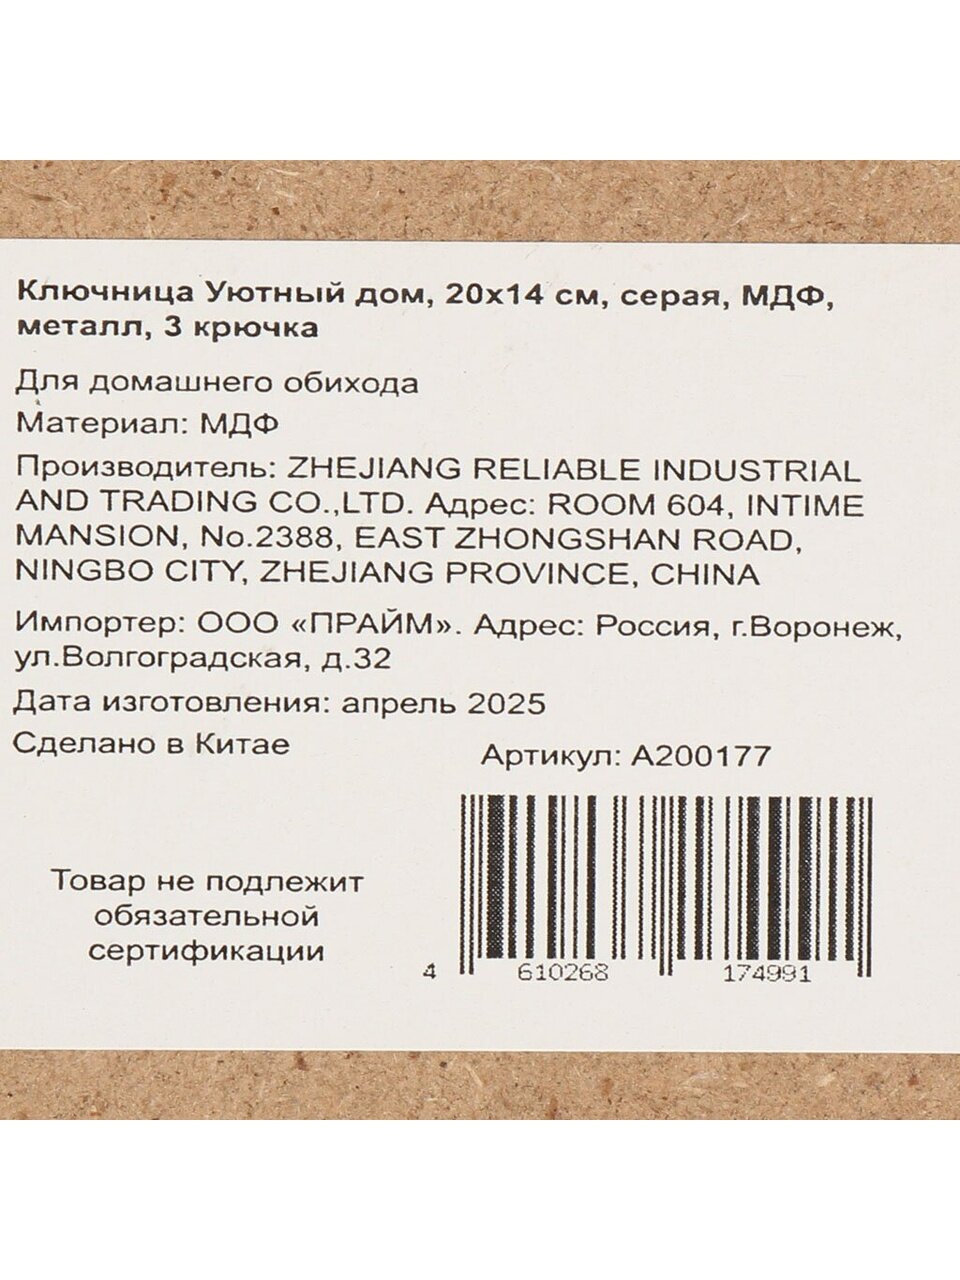 Ключница Уютный дом, 20х14 см, серая, МДФ,
металл, 3 крючка
Для домашнего обихода
Материал: МДФ
Производитель: ZHEJIANG RELIABLE INDUSTRIAL
AND TRADING CO.,LTD. Адрес: ROOM 604, INTIME
MANSION, No.2388, EAST ZHONGSHAN ROAD,
NINGBO CITY, ZHEJIANG PROVINCE, CHINA
Импортер: ООО «ПРАЙМ». Адрес: Россия, г.Воронеж,
ул.Волгоградская, д.32
Дата изготовления: апрель 2025
Сделано в Китае
Артикул: А200177
Товар не подлежит
обязательной
сертификации
4 610268 174991